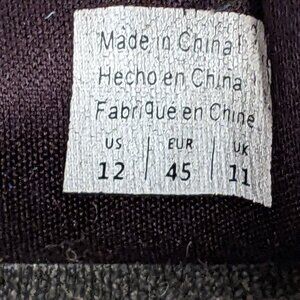 Made in China
Hecho en China
Fabriqué en Chine
US | EUR | UK
12 | 45 | 11